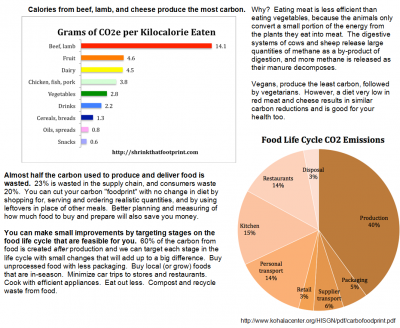 Calories from beef, lamb, and cheese produce the most carbon.
Grams of CO2e per Kilocalorie Eaten
Beef, lamb 14.1
Fruit 4.6
Dairy 4.5
Chicken, fish, pork 3.8
Vegetables 2.8
Drinks 2.2
Cereals, breads 1.3
Oils, spreads 0.8
Snacks 0.6
http://shrinkthatfootprint.com
Why? Eating meat is less efficient than
eating vegetables, because the animals only
convert a small portion of the energy from
the plants they eat into meat. The digestive
systems of cows and sheep release large
quantities of methane as a by-product of
digestion, and more methane is released as
their manure decomposes.
Vegans, produce the least carbon, followed
by vegetarians. However, a diet very low in
red meat and cheese results in similar
carbon reductions and is good for your
health too.
Almost half the carbon used to produce and deliver food is
wasted. 23% is wasted in the supply chain, and consumers waste
20%. You can cut your carbon "footprint" with no change in diet by
shopping for, serving and ordering realistic quantities, and by using
leftovers in place of other meals. Better planning and measuring of
how much food to buy and prepare will also save you money.
You can make small improvements by targeting stages on
the food life cycle that are feasible for you. 60% of the carbon from
food is created after production and we can target each stage in the
life cycle with small changes that will add up to a big difference. Buy
unprocessed food with less packaging. Buy local (or grow) foods
that are in-season. Minimize car trips to stores and restaurants.
Cook with efficient appliances. Eat out less. Compost and recycle
waste from food.
Food Life Cycle CO2 Emissions
Disposal
3%
Restaurants
14%
Production
40%
Kitchen
15%
Personal
transport
14%
Retail
3%
Supplier
transport
6%
Packaging
5%
http://www.kohalacenter.org/HISGN/pdf/carbofootprint.pdf